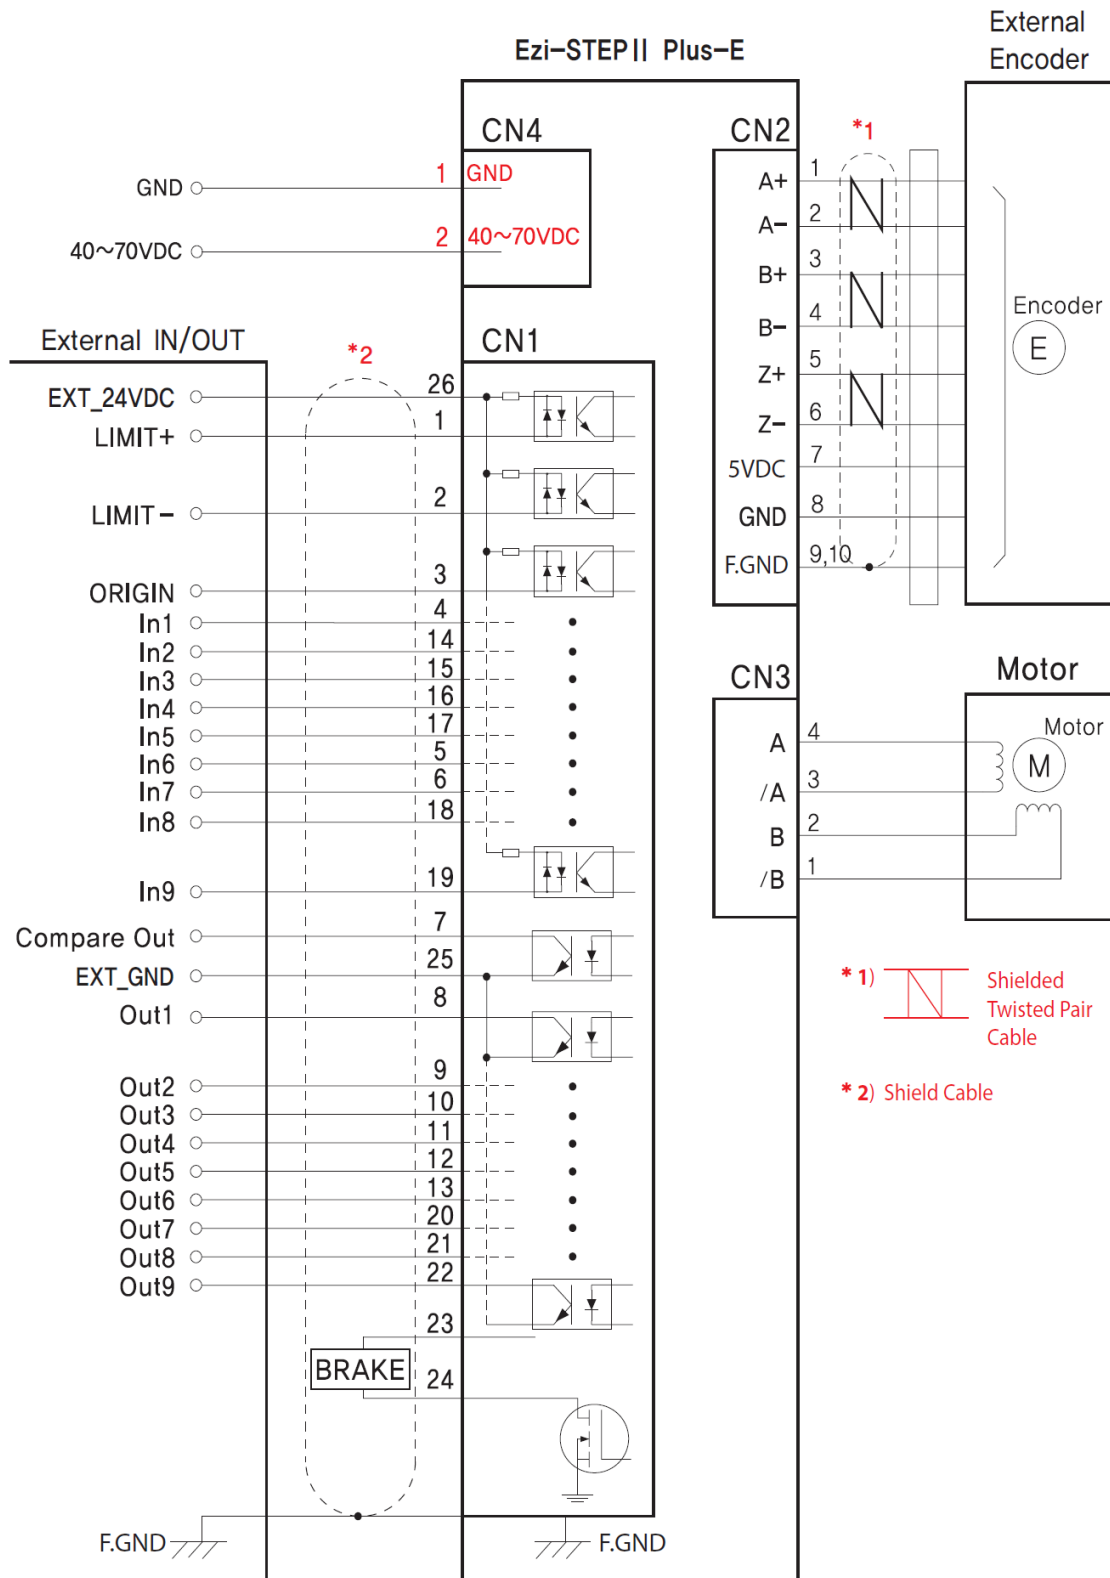 External
Encoder
Ezi-STEPII Plus-E
CN4
1 GND
GND
2 40~70VDC
40~70VDC
External IN/OUT
*2
CN1
EXT_24VDC 26
LIMIT+ 1
LIMIT- 2
ORIGIN 3
In1 4
In2 14
In3 15
In4 16
In5 17
In6 5
In7 6
In8 18
In9 19
Compare Out 7
EXT_GND 25
Out1 8
Out2 9
Out3 10
Out4 11
Out5 12
Out6 13
Out7 20
Out8 21
Out9 22
23
BRAKE
24
F.GND
F.GND
CN2
*1
A+ 1
A- 2
B+ 3
B- 4
Z+ 5
Z- 6
5VDC 7
GND 8
F.GND 9,10
Encoder
E
CN3
Motor
A 4
/A 3
B 2
/B 1
Motor
M
*1) Shielded
Twisted Pair
Cable
*2) Shield Cable